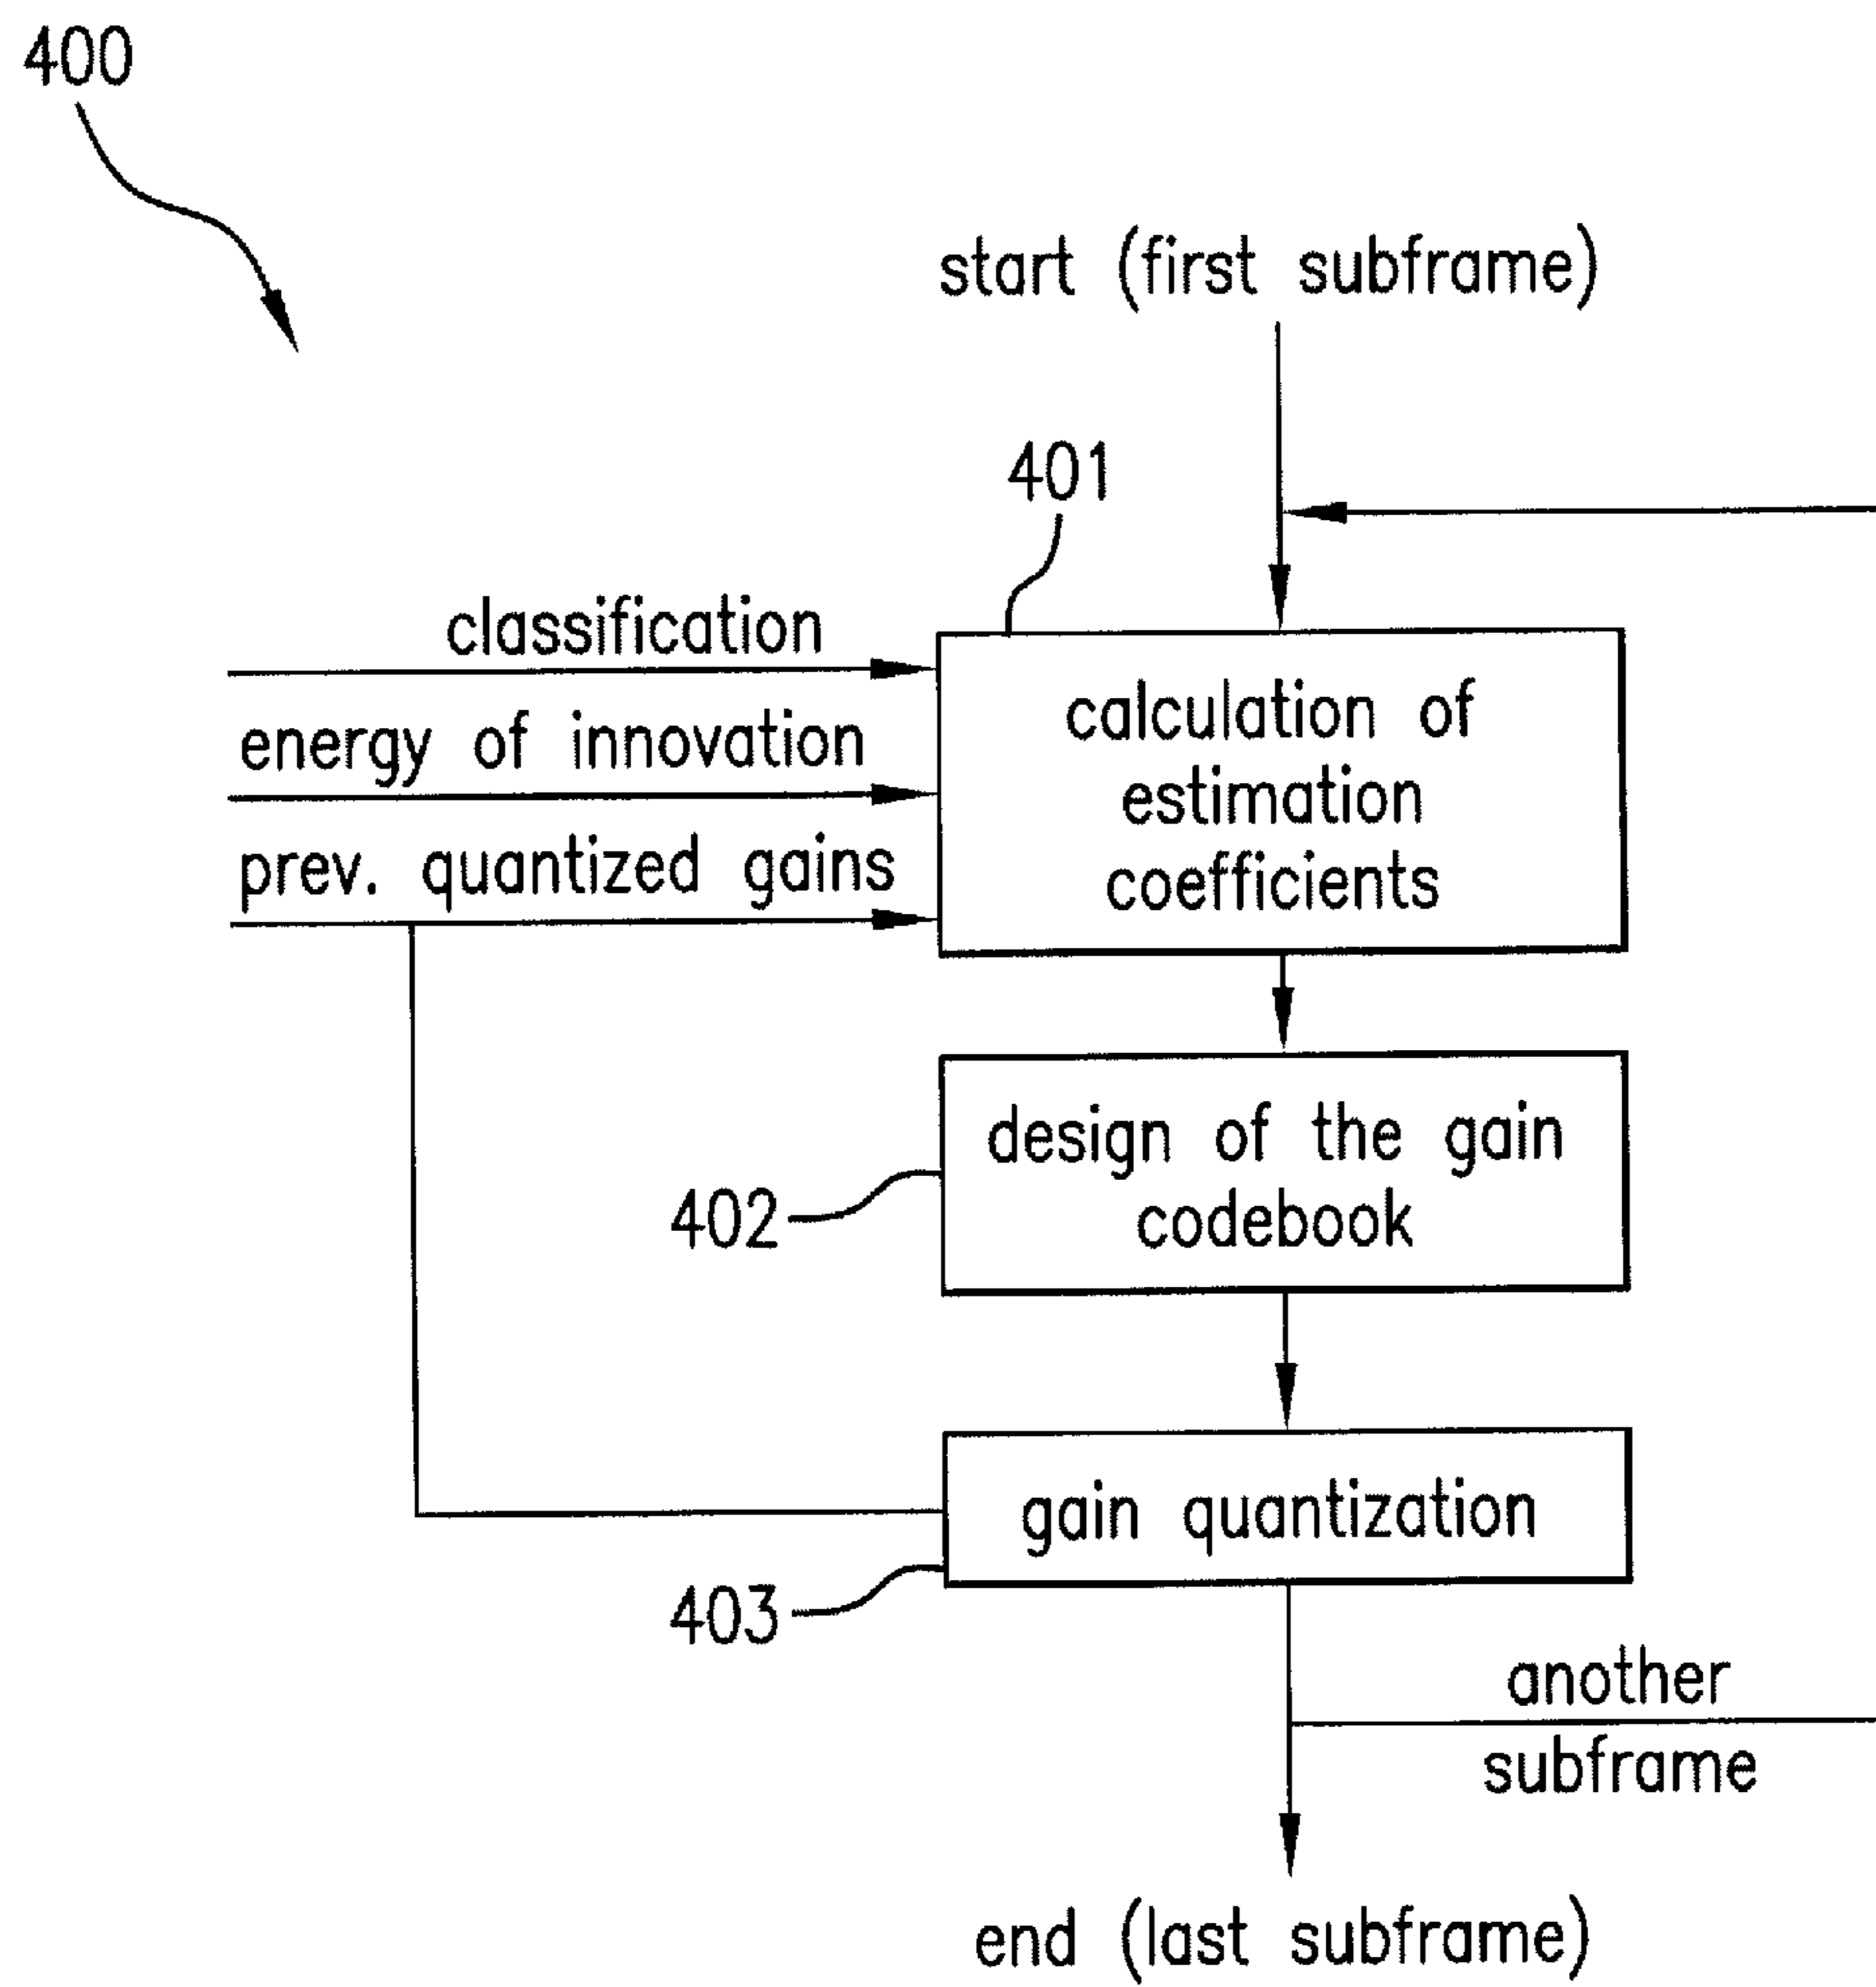 400
start (first subframe)
401
classification
energy of innovation
prev. quantized gains
calculation of
estimation
coefficients
design of the gain
codebook
402
gain quantization
403
another
subframe
end (last subframe)